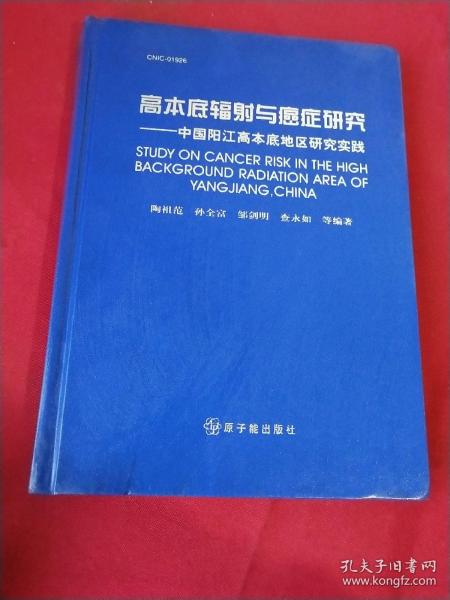 CNIC-01926
高本底辐射与癌症研究
——中国阳江高本底地区研究实践
STUDY ON CANCER RISK IN THE HIGH
BACKGROUND RADIATION AREA OF
YANGJIANG,CHINA
陶祖范 孙全富 邹剑明 查永如 等编著
原子能出版社
孔夫子旧书网
www.kongfz.com